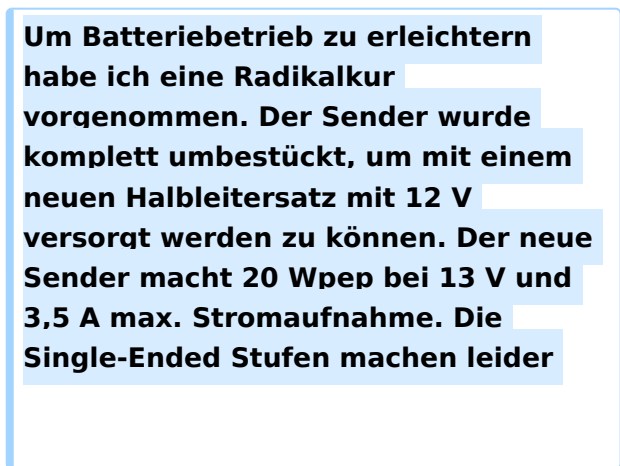 Um Batteriebetrieb zu erleichtern
habe ich eine Radikalkur
vorgenommen. Der Sender wurde
komplett umbestückt, um mit einem
neuen Halbleitersatz mit 12 V
versorgt werden zu können. Der neue
Sender macht 20 Wpep bei 13 V und
3,5 A max. Stromaufnahme. Die
Single-Ended Stufen machen leider